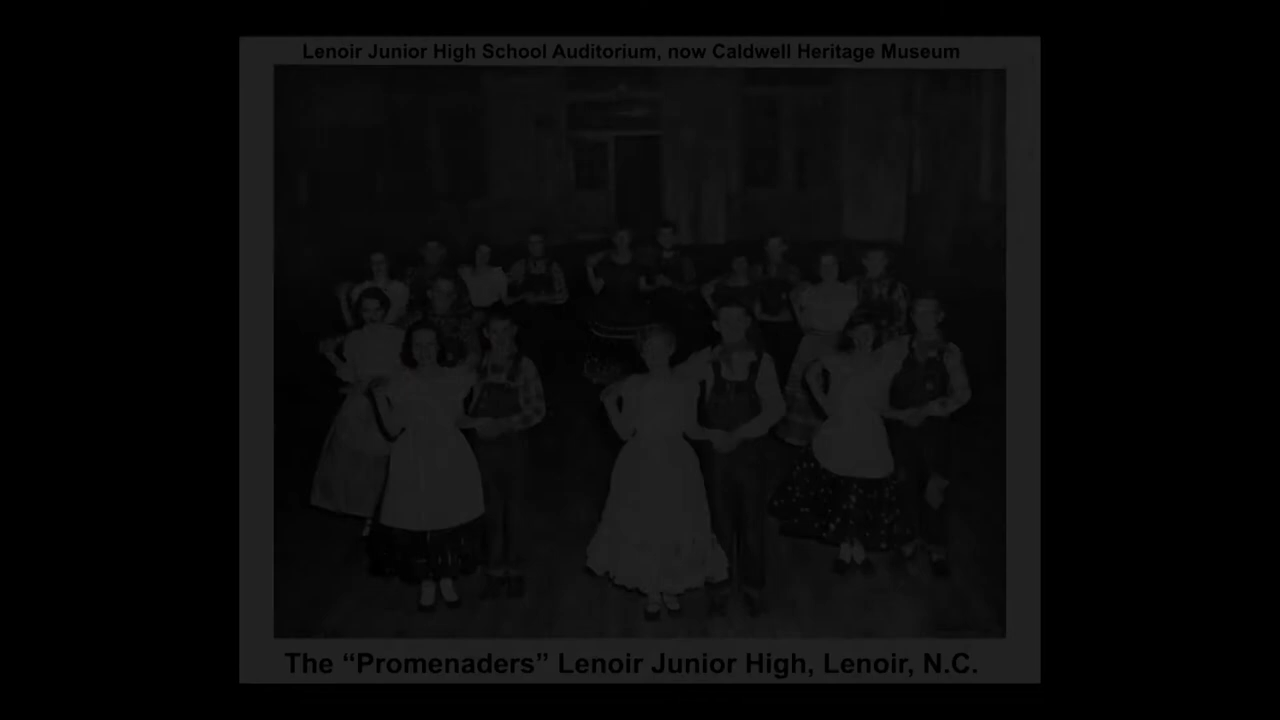 Lenoir Junior High School Auditorium, now Caldwell Heritage Museum
The “Promenaders” Lenoir Junior High, Lenoir, N.C.